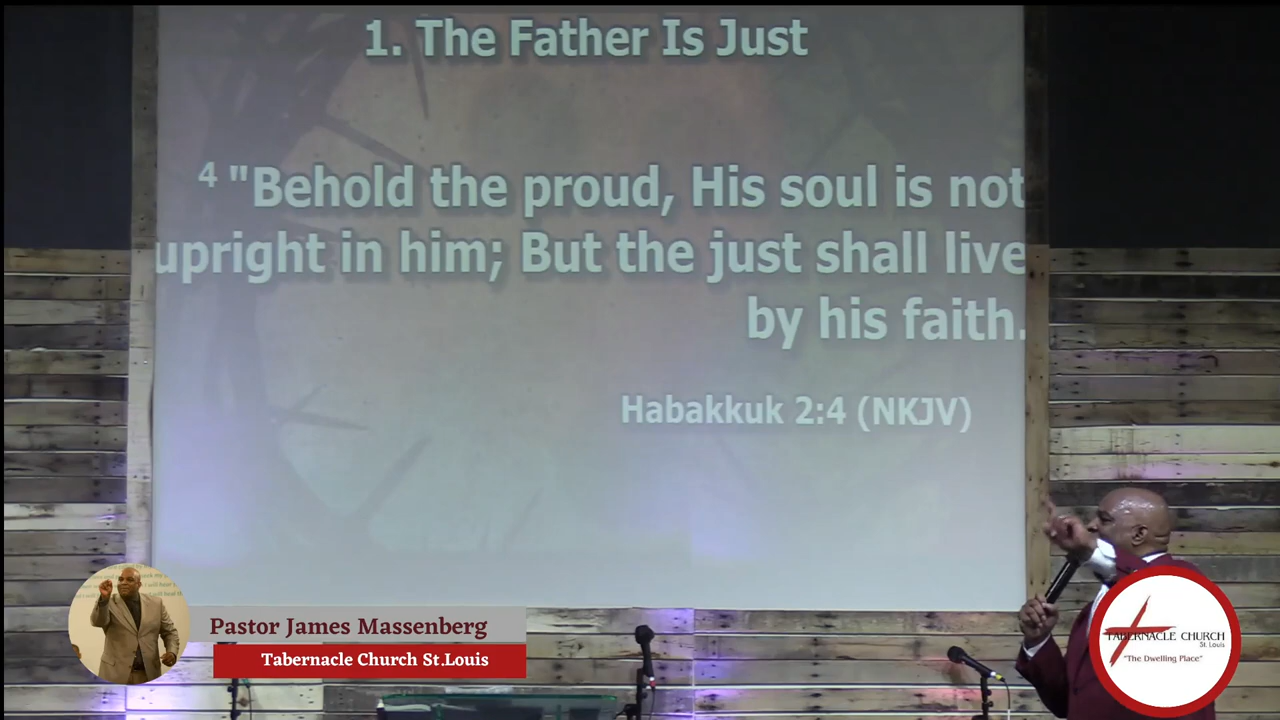 1. The Father Is Just
4 "Behold the proud, His soul is not
upright in him; But the just shall live
by his faith.
Habakkuk 2:4 (NKJV)
Pastor James Massenberg
Tabernacle Church St.Louis
TABERNACLE CHURCH
St. Louis
"The Dwelling Place"